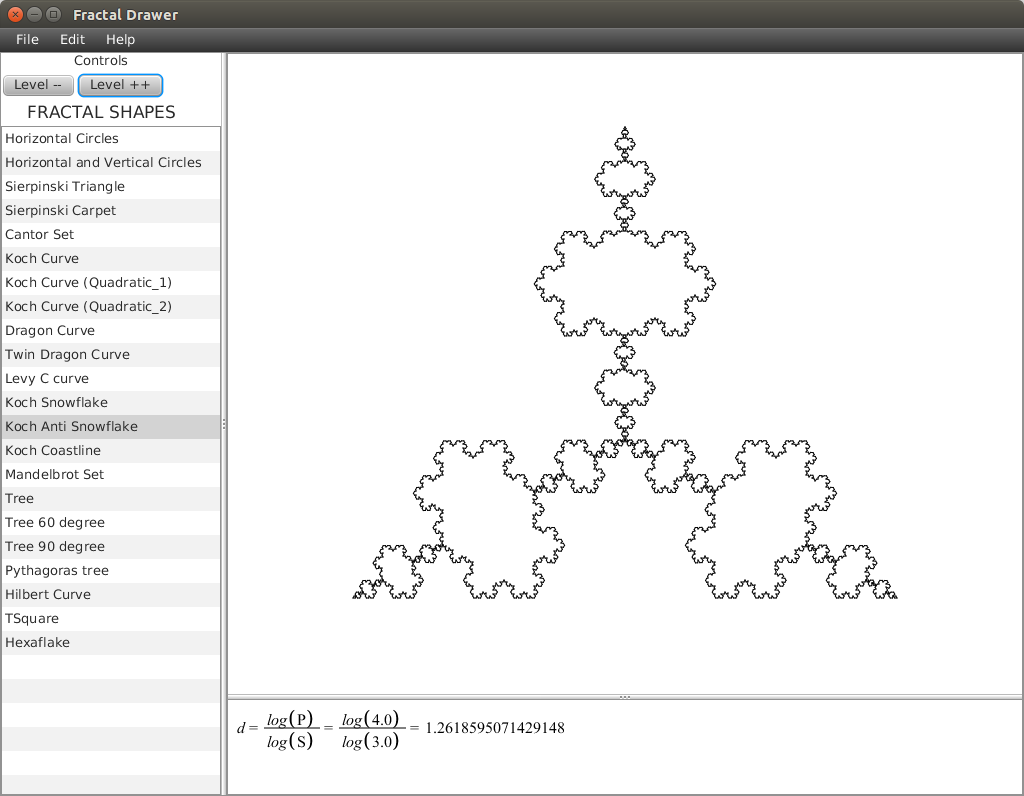 Fractal Drawer
File Edit Help
Controls
Level -- Level ++
FRACTAL SHAPES
Horizontal Circles
Horizontal and Vertical Circles
Sierpinski Triangle
Sierpinski Carpet
Cantor Set
Koch Curve
Koch Curve (Quadratic_1)
Koch Curve (Quadratic_2)
Dragon Curve
Twin Dragon Curve
Levy C curve
Koch Snowflake
Koch Anti Snowflake
Koch Coastline
Mandelbrot Set
Tree
Tree 60 degree
Tree 90 degree
Pythagoras tree
Hilbert Curve
TSquare
Hexaflake
d = log(P) / log(S) = log(4.0) / log(3.0) = 1.2618595071429148